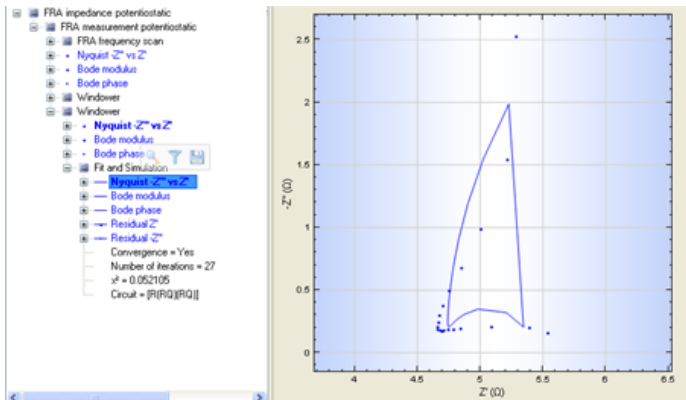 FRA impedance potentiostatic
FRA measurement potentiostatic
FRA frequency scan
Nyquist -Z'' vs Z'
Bode modulus
Bode phase
Windower
Windower
Nyquist -Z'' vs Z'
Bode modulus
Bode phase
Fit and Simulation
Nyquist -Z'' vs Z'
Bode modulus
Bode phase
Residual Z'
Residual -Z''
Convergence = Yes
Number of iterations = 27
χ² = 0.052105
Circuit = [R(RQ)(RQ)]
2.5
2
1.5
1
0.5
0
-Z'' (Ω)
4
4.5
5
5.5
6
6.5
Z' (Ω)